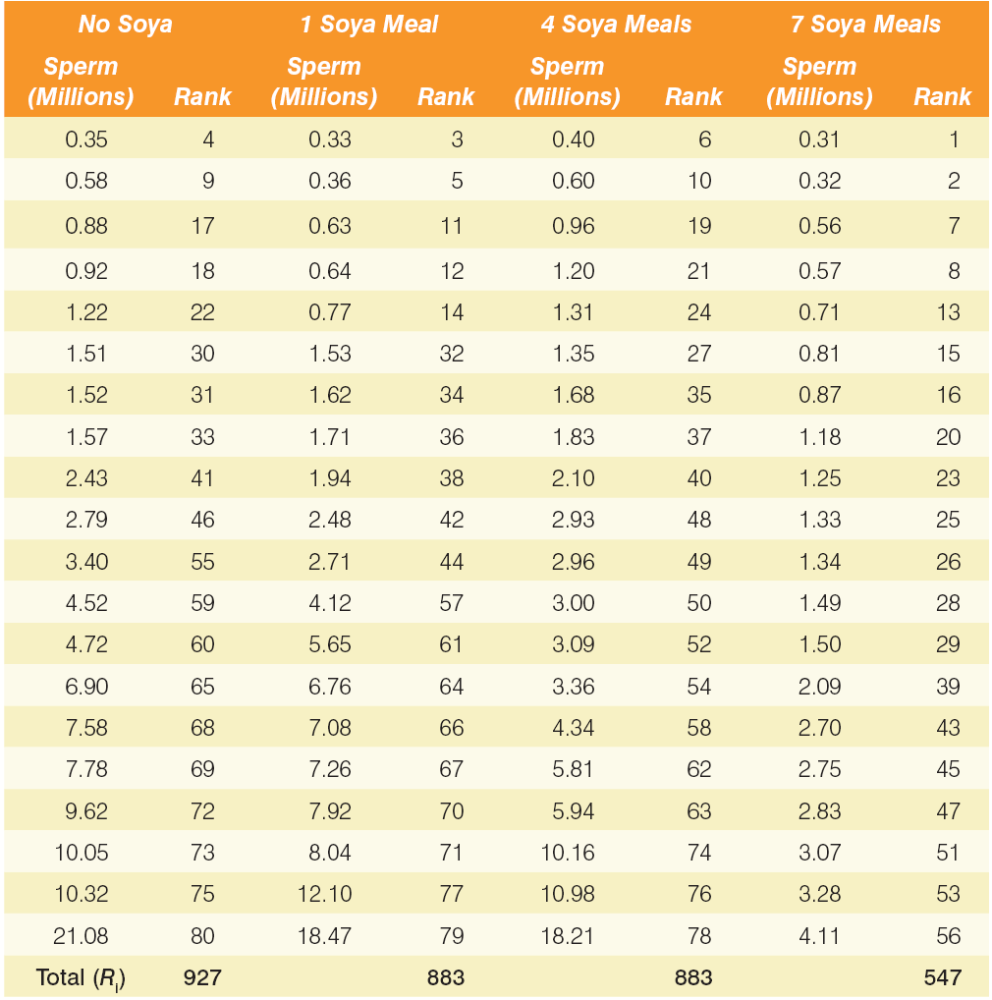 No Soya 1 Soya Meal 4 Soya Meals 7 Soya Meals
Sperm Sperm Sperm Sperm
(Millions) Rank (Millions) Rank (Millions) Rank (Millions) Rank
0.35 4 0.33 3 0.40 6 0.31 1
0.58 9 0.36 5 0.60 10 0.32 2
0.88 17 0.63 11 0.96 19 0.56 7
0.92 18 0.64 12 1.20 21 0.57 8
1.22 22 0.77 14 1.31 24 0.71 13
1.51 30 1.53 32 1.35 27 0.81 15
1.52 31 1.62 34 1.68 35 0.87 16
1.57 33 1.71 36 1.83 37 1.18 20
2.43 41 1.94 38 2.10 40 1.25 23
2.79 46 2.48 42 2.93 48 1.33 25
3.40 55 2.71 44 2.96 49 1.34 26
4.52 59 4.12 57 3.00 50 1.49 28
4.72 60 5.65 61 3.09 52 1.50 29
6.90 65 6.76 64 3.36 54 2.09 39
7.58 68 7.08 66 4.34 58 2.70 43
7.78 69 7.26 67 5.81 62 2.75 45
9.62 72 7.92 70 5.94 63 2.83 47
10.05 73 8.04 71 10.16 74 3.07 51
10.32 75 12.10 77 10.98 76 3.28 53
21.08 80 18.47 79 18.21 78 4.11 56
Total (Ri) 927 883 883 547